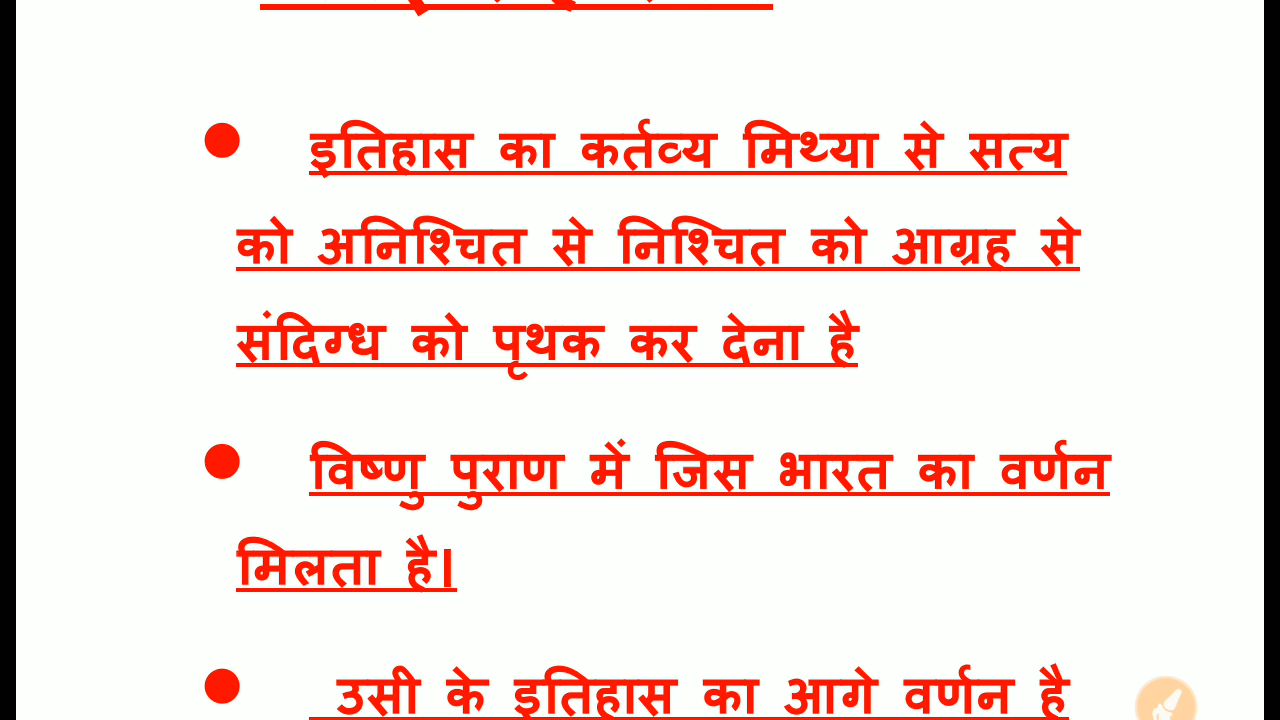 इतिहास का कर्तव्य मिथ्या से सत्य
को अनिश्चित से निश्चित को आग्रह से
संदिग्ध को पृथक कर देना है
विष्णु पुराण में जिस भारत का वर्णन
मिलता है।
उसी के इतिहास का आगे वर्णन है